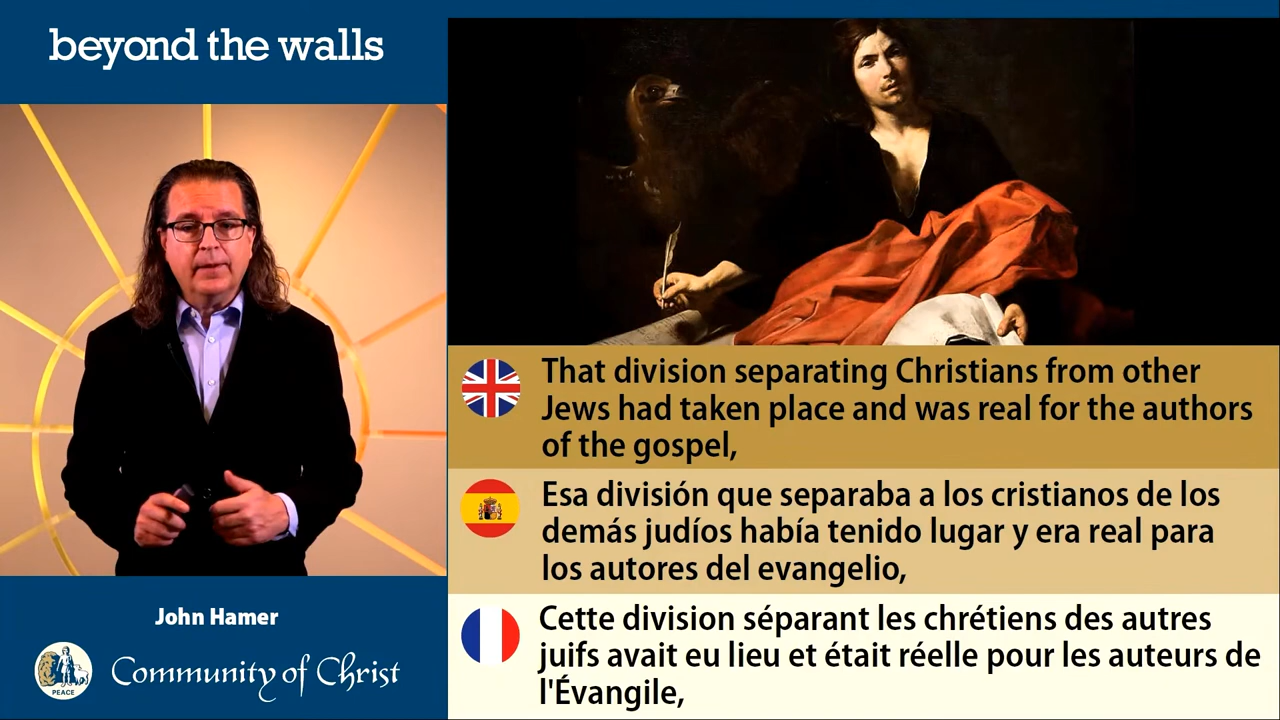 beyond the walls
That division separating Christians from other
Jews had taken place and was real for the authors
of the gospel,
Esa división que separaba a los cristianos de los
demás judíos había tenido lugar y era real para
los autores del evangelio,
Cette division séparant les chrétiens des autres
juifs avait eu lieu et était réelle pour les auteurs de
l'Évangile,
John Hamer
PEACE
Community of Christ